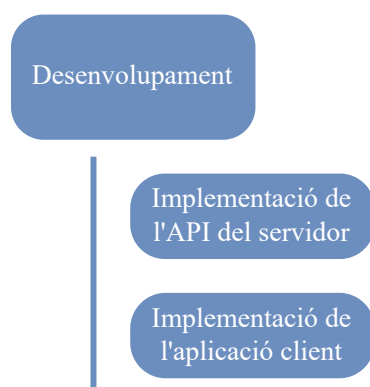 Desenvolupament
Implementació de
l'API del servidor
Implementació de
l'aplicació client